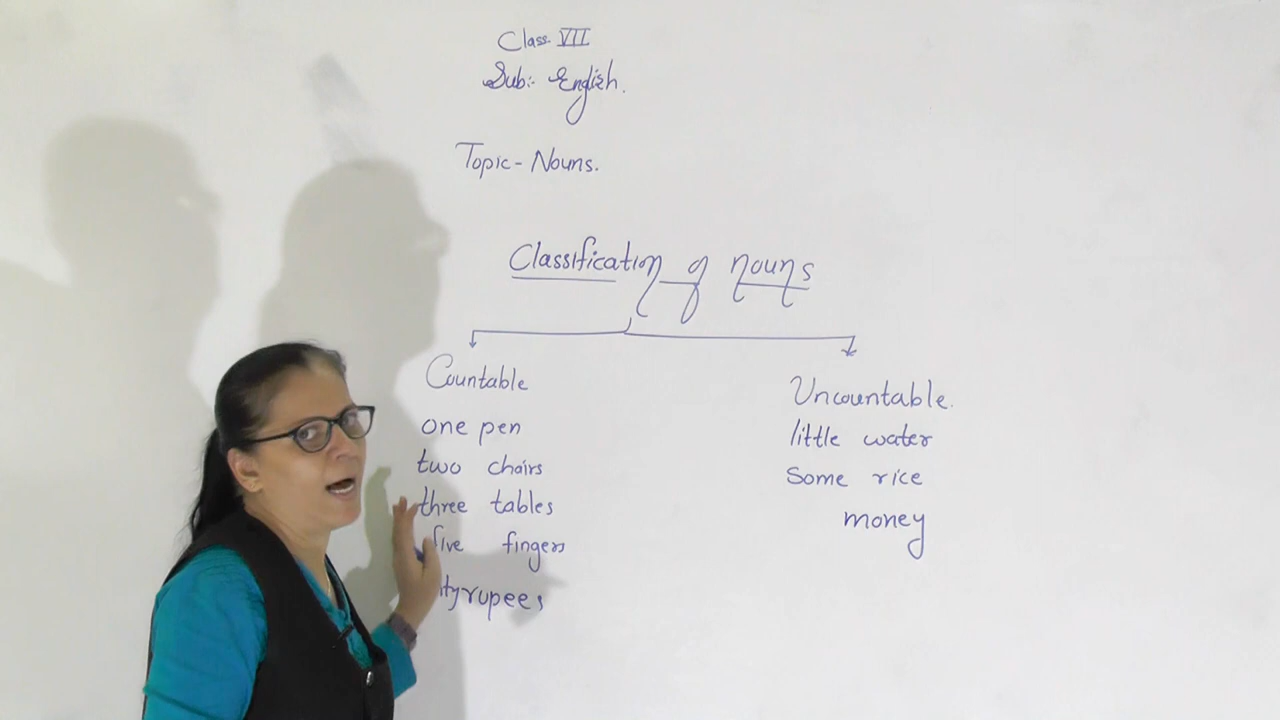 Class VII
Sub:- English.
Topic - Nouns.
Classification of nouns
Countable
one pen
two chairs
three tables
five fingers
rupees
Uncountable.
little water
Some rice
money